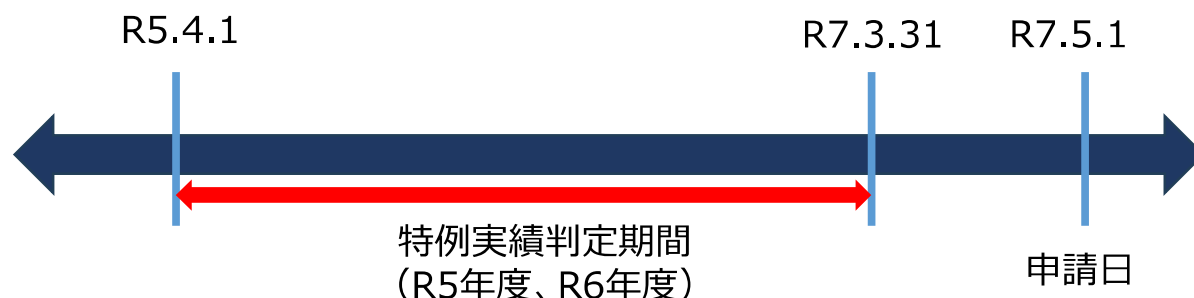 R5.4.1
R7.3.31
R7.5.1
特例実績判定期間
（R5年度、R6年度）
申請日